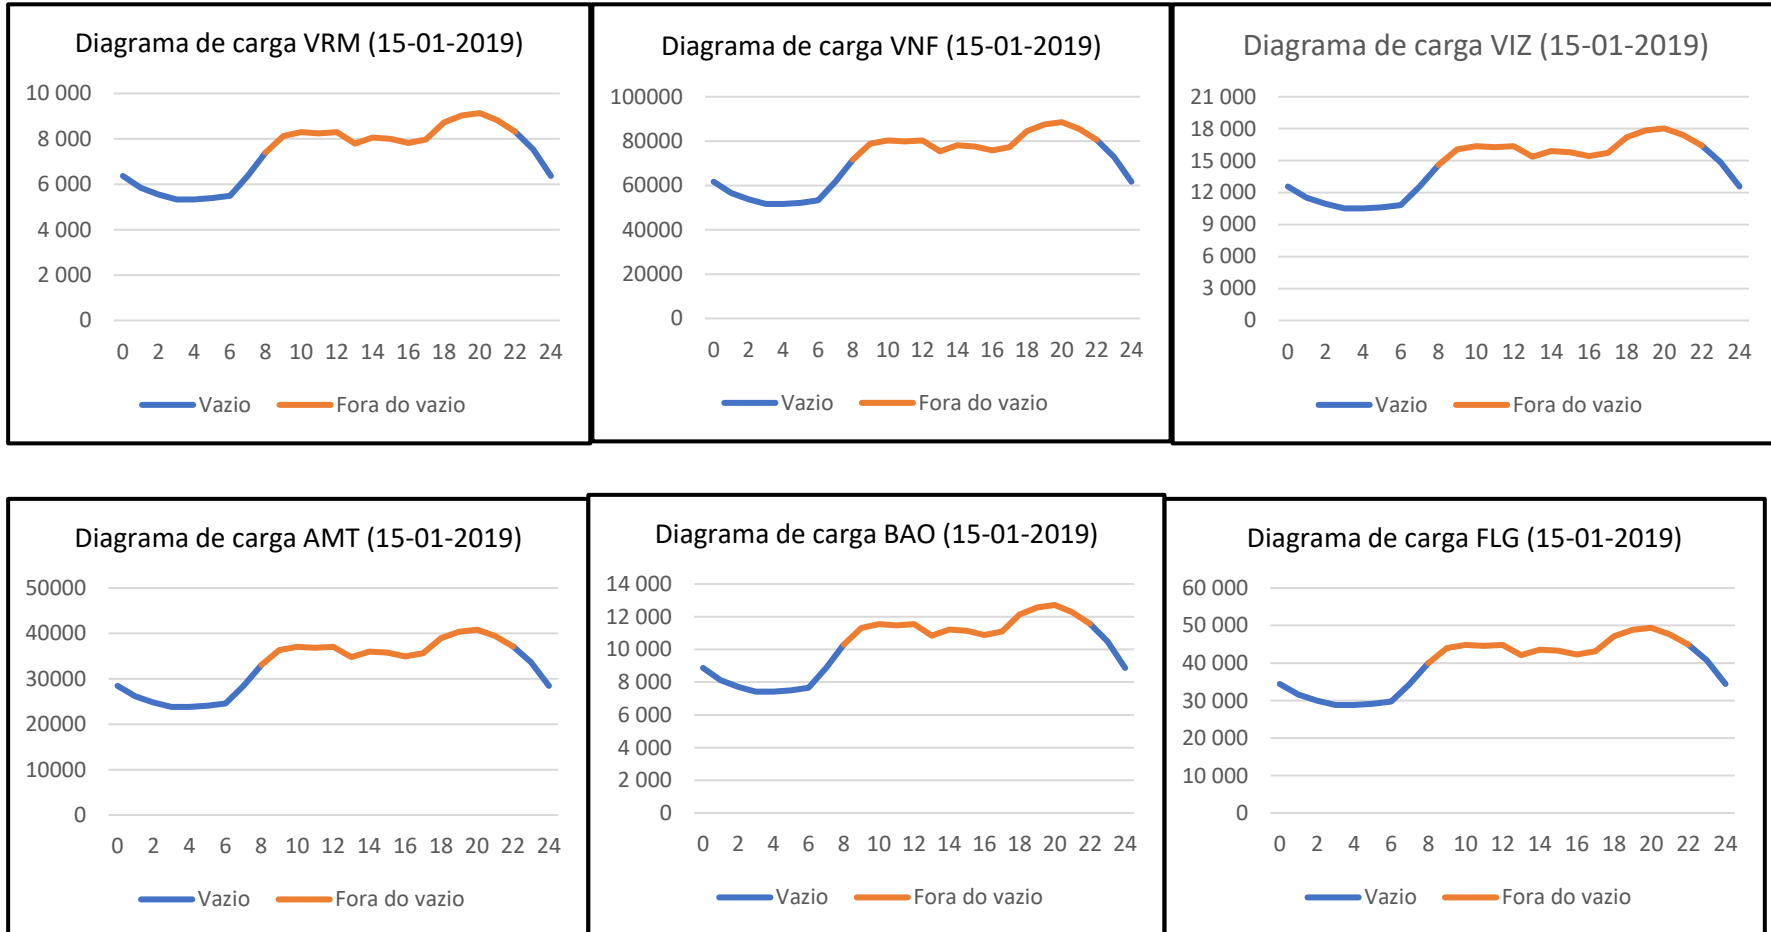 Diagrama de carga VRM (15-01-2019)
10 000
8 000
6 000
4 000
2 000
0
0 2 4 6 8 10 12 14 16 18 20 22 24
Vazio Fora do vazio
Diagrama de carga VNF (15-01-2019)
100000
80000
60000
40000
20000
0
0 2 4 6 8 10 12 14 16 18 20 22 24
Vazio Fora do vazio
Diagrama de carga VIZ (15-01-2019)
21 000
18 000
15 000
12 000
9 000
6 000
3 000
0
0 2 4 6 8 10 12 14 16 18 20 22 24
Vazio Fora do vazio
Diagrama de carga AMT (15-01-2019)
50000
40000
30000
20000
10000
0
0 2 4 6 8 10 12 14 16 18 20 22 24
Vazio Fora do vazio
Diagrama de carga BAO (15-01-2019)
14 000
12 000
10 000
8 000
6 000
4 000
2 000
0
0 2 4 6 8 10 12 14 16 18 20 22 24
Vazio Fora do vazio
Diagrama de carga FLG (15-01-2019)
60 000
50 000
40 000
30 000
20 000
10 000
0
0 2 4 6 8 10 12 14 16 18 20 22 24
Vazio Fora do vazio